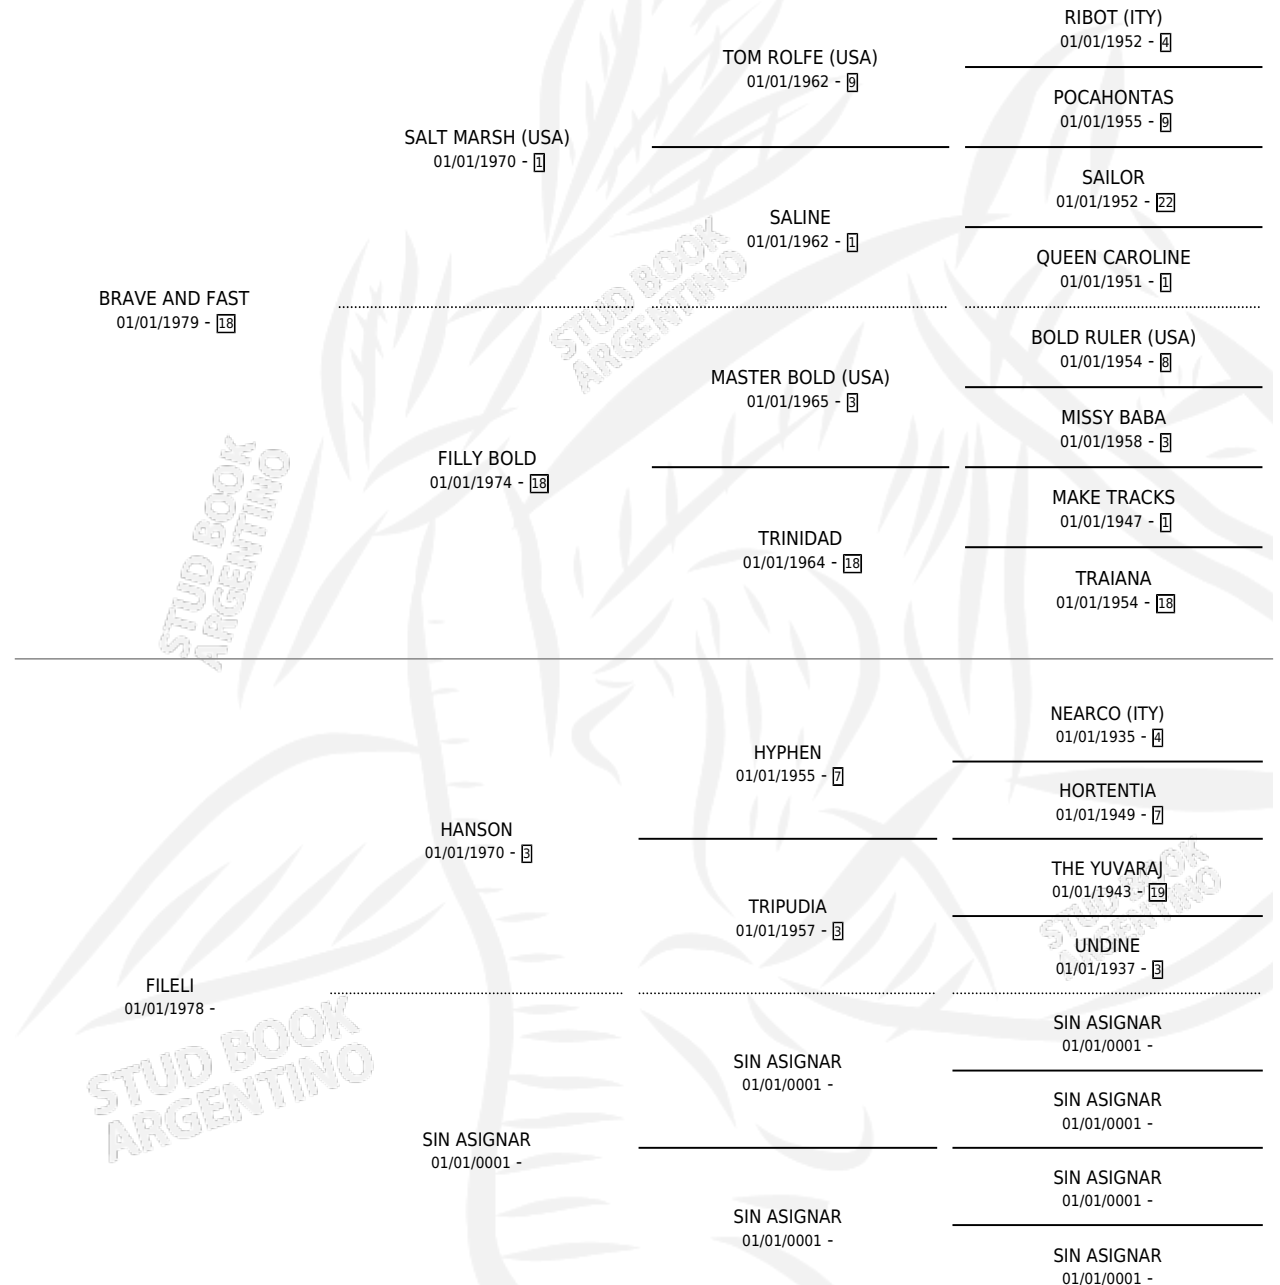 RIBOT (ITY)
01/01/1952 - 4
TOM ROLFE (USA)
01/01/1962 - 9
POCAHONTAS
01/01/1955 - 9
SALT MARSH (USA)
01/01/1970 - 1
SAILOR
01/01/1952 - 22
SALINE
01/01/1962 - 1
QUEEN CAROLINE
01/01/1951 - 1
BRAVE AND FAST
01/01/1979 - 18
STUD BOOK
ARGENTINO
BOLD RULER (USA)
01/01/1954 - 8
MASTER BOLD (USA)
01/01/1965 - 3
MISSY BABA
01/01/1958 - 3
FILLY BOLD
01/01/1974 - 18
MAKE TRACKS
01/01/1947 - 1
TRINIDAD
01/01/1964 - 18
TRAIANA
01/01/1954 - 18
STUD BOOK
ARGENTINO
NEARCO (ITY)
01/01/1935 - 4
HYPHEN
01/01/1955 - 7
HORTENTIA
01/01/1949 - 7
HANSON
01/01/1970 - 3
THE YUVARAJ
01/01/1943 - 19
TRIPUDIA
01/01/1957 - 3
STUD BOOK
ARGENTINO
UNDINE
01/01/1937 - 3
FILELI
01/01/1978 -
SIN ASIGNAR
01/01/0001 -
SIN ASIGNAR
01/01/0001 -
STUD BOOK
ARGENTINO
SIN ASIGNAR
01/01/0001 -
SIN ASIGNAR
01/01/0001 -
SIN ASIGNAR
01/01/0001 -
SIN ASIGNAR
01/01/0001 -
SIN ASIGNAR
01/01/0001 -